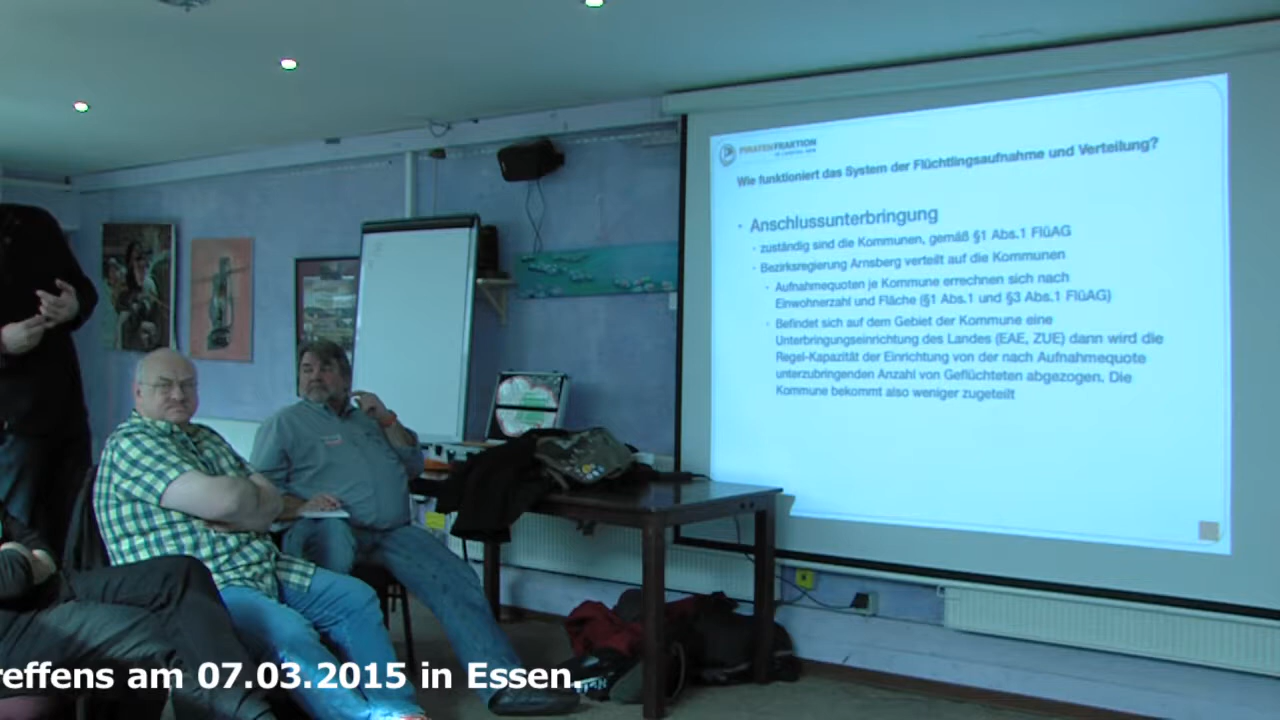 PIRATENFRAKTION
IM LANDTAG NRW
Wie funktioniert das System der Flüchtlingsaufnahme und Verteilung?
• Anschlussunterbringung
• zuständig sind die Kommunen, gemäß §1 Abs.1 FlüAG
• Bezirksregierung Arnsberg verteilt auf die Kommunen
• Aufnahmequoten je Kommune errechnen sich nach
Einwohnerzahl und Fläche (§1 Abs.1 und §3 Abs.1 FlüAG)
• Befindet sich auf dem Gebiet der Kommune eine
Unterbringungseinrichtung des Landes (EAE, ZUE) dann wird die
Regel-Kapazität der Einrichtung von der nach Aufnahmequote
unterzubringenden Anzahl von Geflüchteten abgezogen. Die
Kommune bekommt also weniger zugeteilt
reffens am 07.03.2015 in Essen.